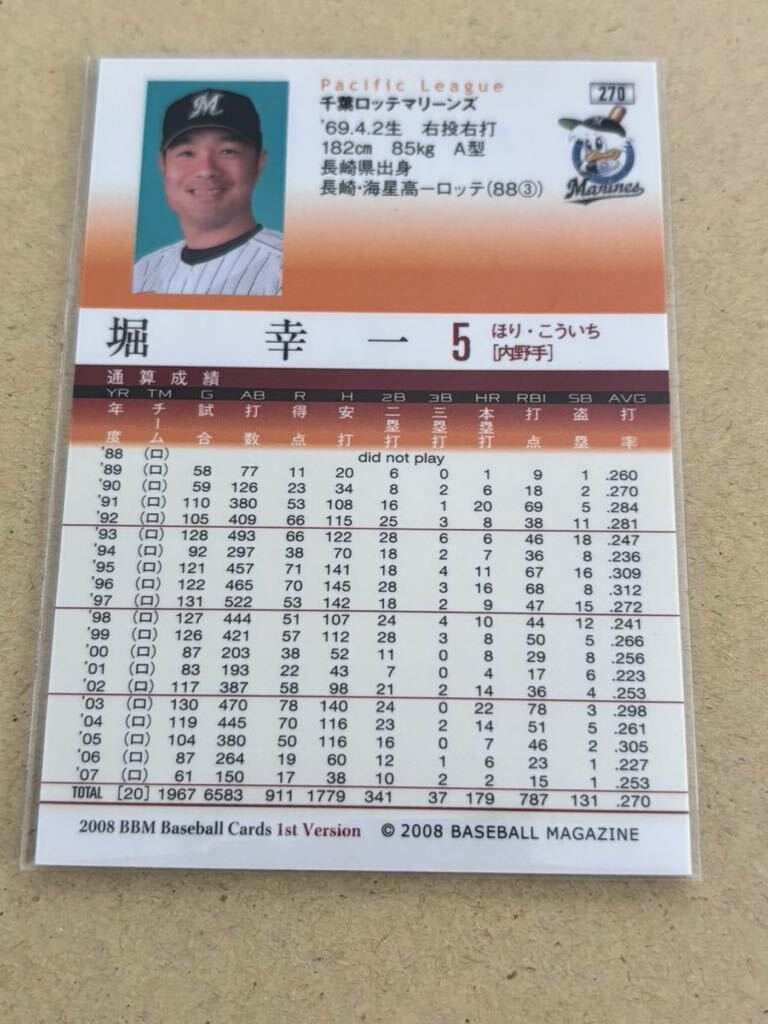 Pacific League
270
千葉ロッテマリーンズ
'69.4.2生 右投右打
182cm 85kg A型
長崎県出身
長崎・海星高ーロッテ(88③)
M
Marines
堀 幸一 5 ほり・こういち
[内野手]
通算成績
YR TM G AB R H 2B 3B HR RBI SB AVG
年度 チーム 試合 打数 得点 安打 二塁打 三塁打 本塁打 打点 盗塁 打率
'88 (ロ) did not play
'89 (ロ) 58 77 11 20 6 0 1 9 1 .260
'90 (ロ) 59 126 23 34 8 2 6 18 2 .270
'91 (ロ) 110 380 53 108 16 1 20 69 5 .284
'92 (ロ) 105 409 66 115 25 3 8 38 11 .281
'93 (ロ) 128 493 66 122 28 6 6 46 18 .247
'94 (ロ) 92 297 38 70 18 2 7 36 8 .236
'95 (ロ) 121 457 71 141 18 4 11 67 16 .309
'96 (ロ) 122 465 70 145 28 3 16 68 8 .312
'97 (ロ) 131 522 53 142 18 2 9 47 15 .272
'98 (ロ) 127 444 51 107 24 4 10 44 12 .241
'99 (ロ) 126 421 57 112 28 3 8 50 5 .266
'00 (ロ) 87 203 38 52 11 0 8 29 8 .256
'01 (ロ) 83 193 22 43 7 0 4 17 6 .223
'02 (ロ) 117 387 58 98 21 2 14 36 4 .253
'03 (ロ) 130 470 78 140 24 0 22 78 3 .298
'04 (ロ) 119 445 70 116 23 2 14 51 5 .261
'05 (ロ) 104 380 50 116 16 0 7 46 2 .305
'06 (ロ) 87 264 19 60 12 1 6 23 1 .227
'07 (ロ) 61 150 17 38 10 2 2 15 1 .253
TOTAL [20] 1967 6583 911 1779 341 37 179 787 131 .270
2008 BBM Baseball Cards 1st Version © 2008 BASEBALL MAGAZINE